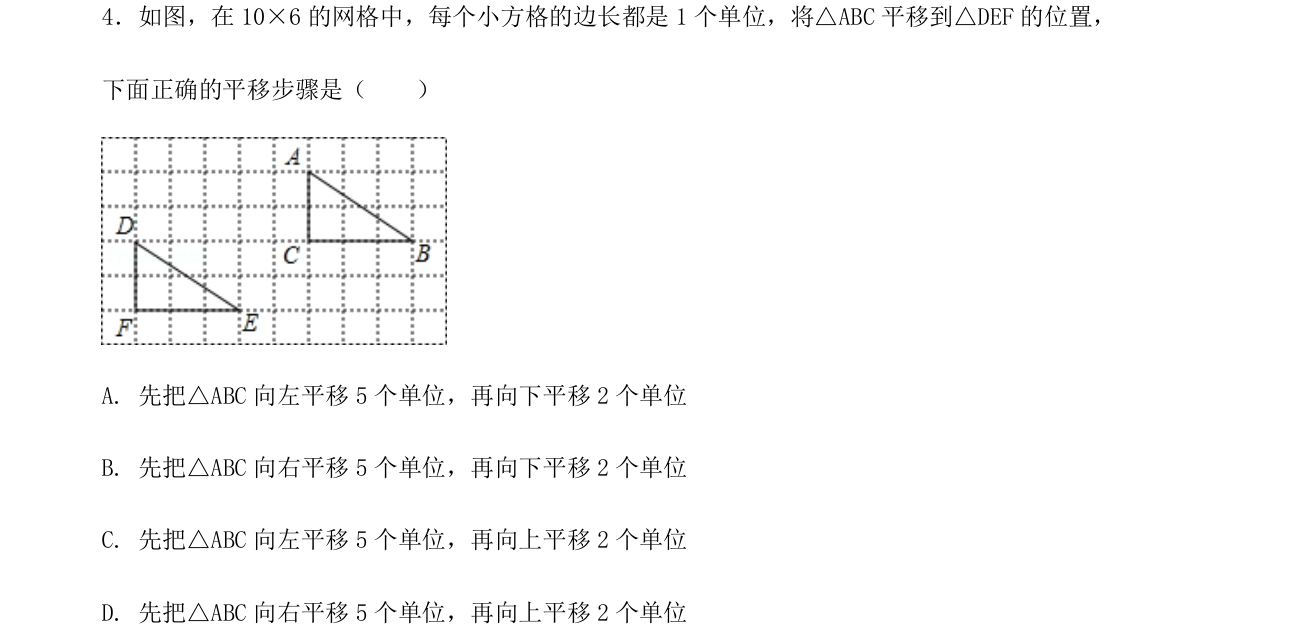 4．如图，在 10×6 的网格中，每个小方格的边长都是 1 个单位，将△ABC 平移到△DEF 的位置，
下面正确的平移步骤是（　　）
A
D
C
B
F
E
A. 先把△ABC 向左平移 5 个单位，再向下平移 2 个单位
B. 先把△ABC 向右平移 5 个单位，再向下平移 2 个单位
C. 先把△ABC 向左平移 5 个单位，再向上平移 2 个单位
D. 先把△ABC 向右平移 5 个单位，再向上平移 2 个单位